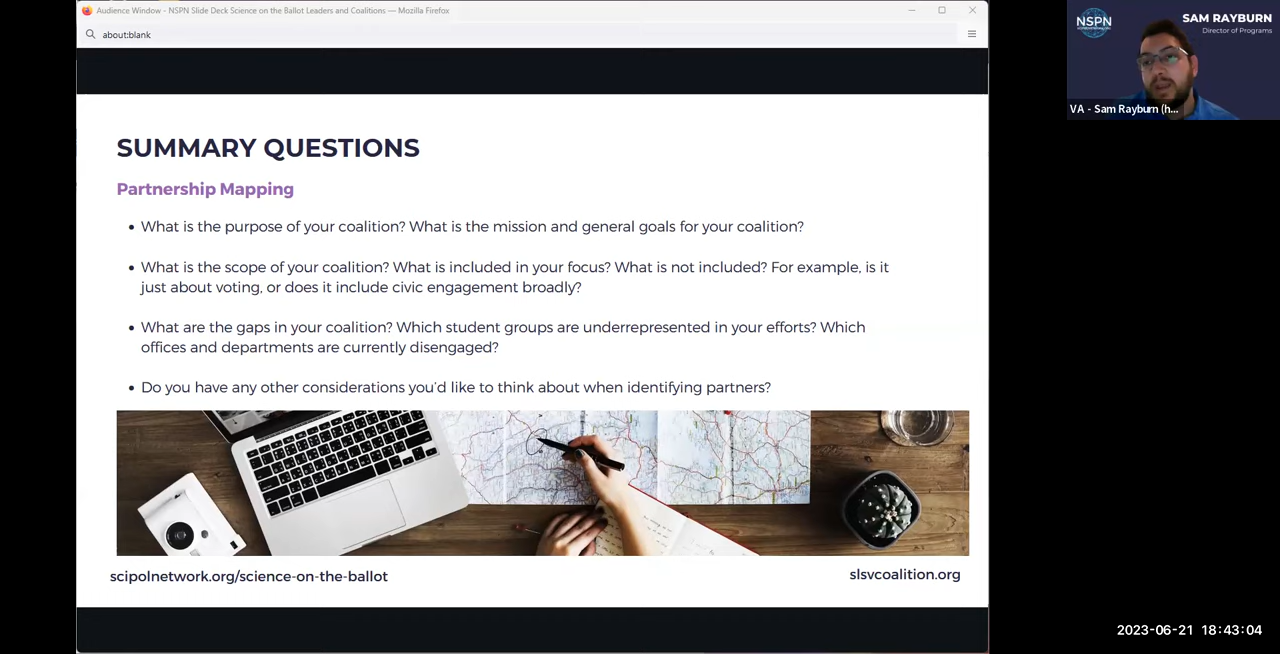 Audience Window - NSPN Slide Deck Science on the Ballot Leaders and Coalitions — Mozilla Firefox
about:blank
NSPN
SAM RAYBURN
Director of Programs
VA - Sam Rayburn (h...
SUMMARY QUESTIONS
Partnership Mapping
• What is the purpose of your coalition? What is the mission and general goals for your coalition?
• What is the scope of your coalition? What is included in your focus? What is not included? For example, is it
just about voting, or does it include civic engagement broadly?
• What are the gaps in your coalition? Which student groups are underrepresented in your efforts? Which
offices and departments are currently disengaged?
• Do you have any other considerations you'd like to think about when identifying partners?
scipolnetwork.org/science-on-the-ballot
slsvcoalition.org
2023-06-21 18:43:04